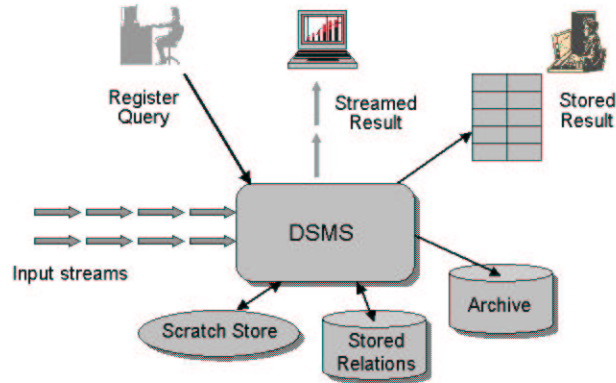 Register
Query
Streamed
Result
Stored
Result
DSMS
Input streams
Scratch Store
Stored
Relations
Archive